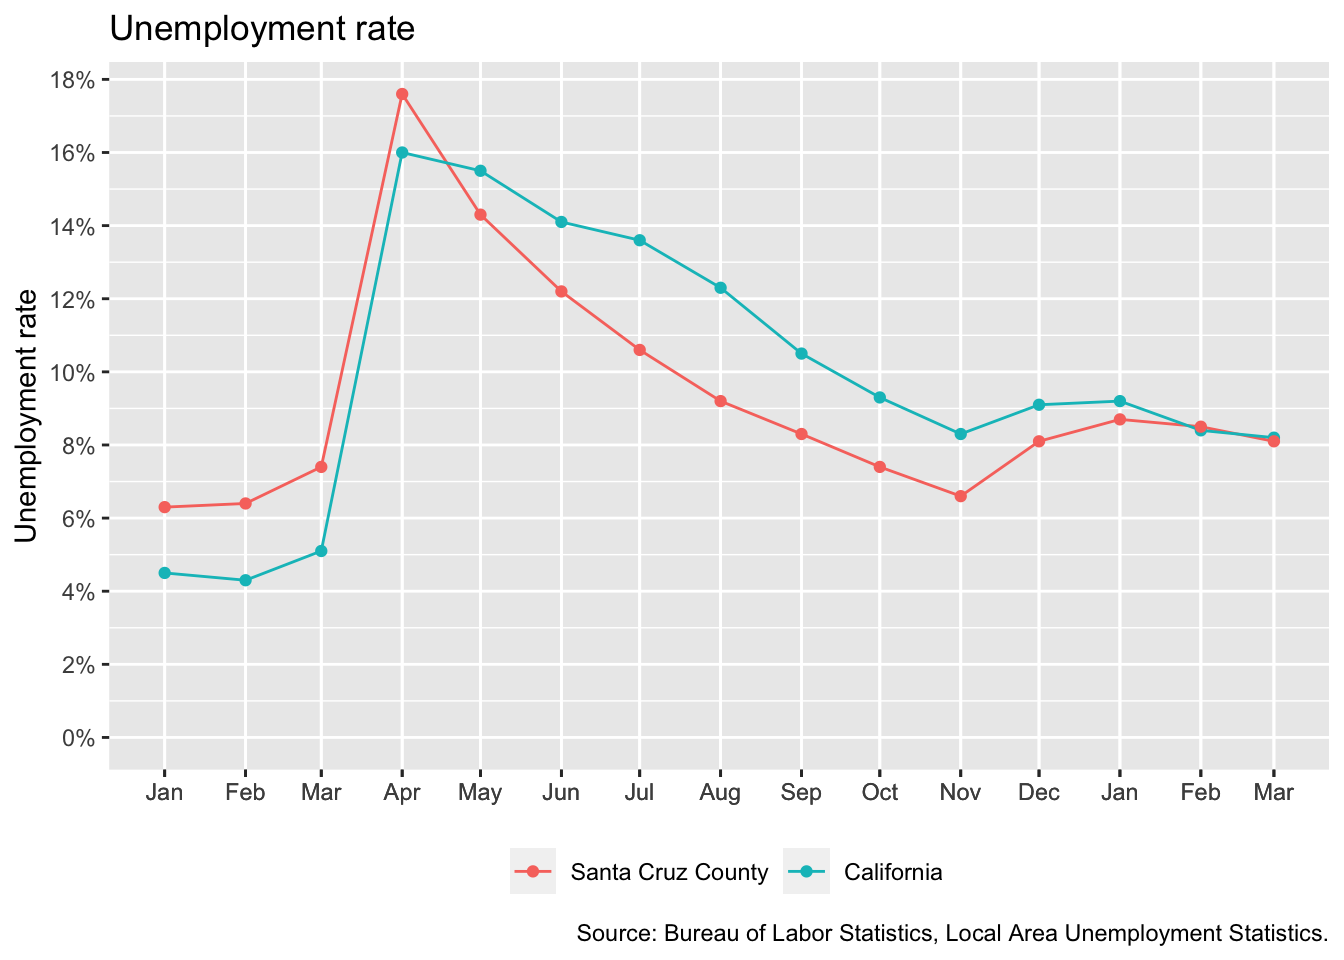 Unemployment rate
Unemployment rate
18%
16%
14%
12%
10%
8%
6%
4%
2%
0%
Jan Feb Mar Apr May Jun Jul Aug Sep Oct Nov Dec Jan Feb Mar
Santa Cruz County California
Source: Bureau of Labor Statistics, Local Area Unemployment Statistics.